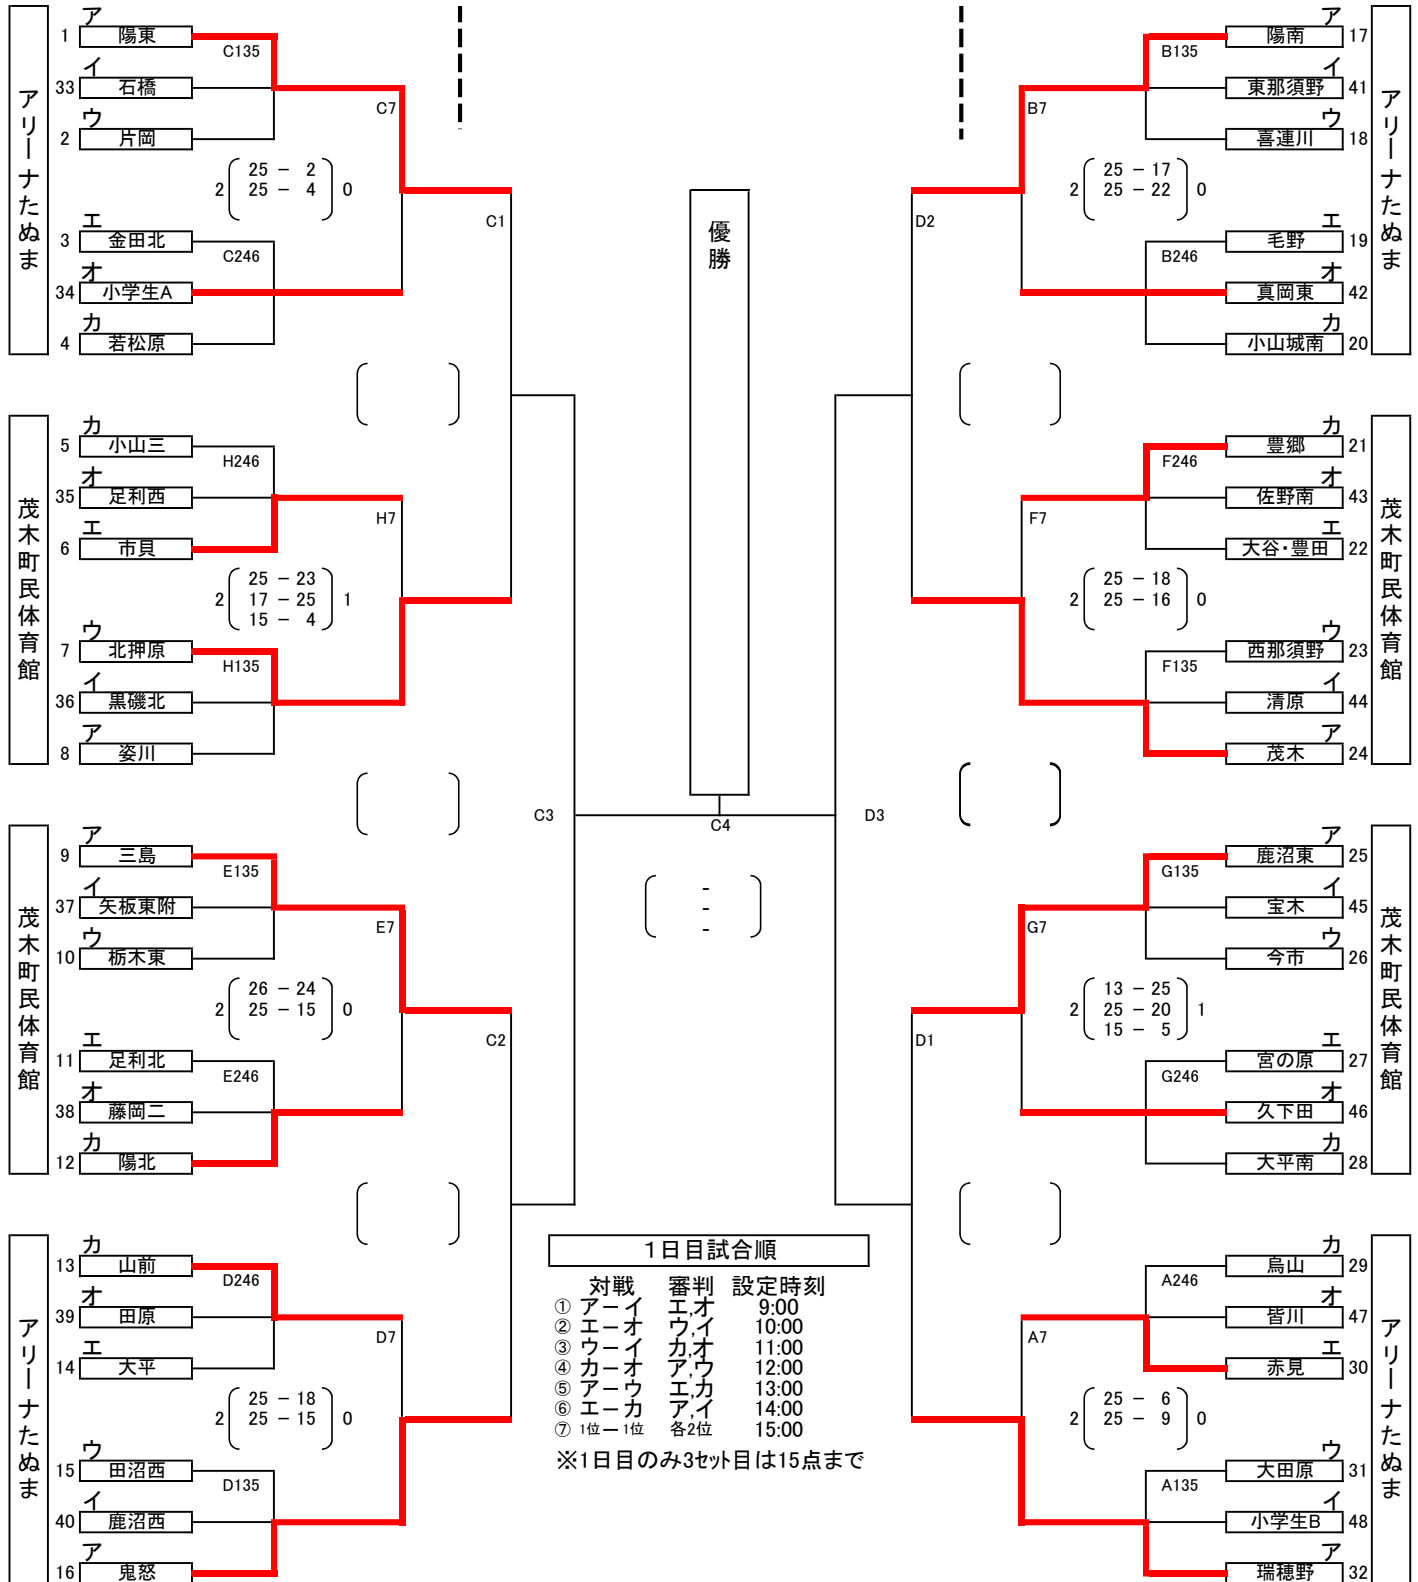 アリーナたぬま
ア
1 陽東
C135
イ
33 石橋
ウ
2 片岡
C7
25 － 2
2 25 － 4 0
エ
3 金田北
C246
オ
34 小学生A
カ
4 若松原
C1
茂木町民体育館
カ
5 小山三
H246
オ
35 足利西
エ
6 市貝
H7
25 － 23
2 17 － 25 1
15 － 4
ウ
7 北押原
H135
イ
36 黒磯北
ア
8 姿川
C3
茂木町民体育館
ア
9 三島
E135
イ
37 矢板東附
ウ
10 栃木東
E7
26 － 24
2 25 － 15 0
エ
11 足利北
E246
オ
38 藤岡二
カ
12 陽北
C2
アリーナたぬま
カ
13 山前
D246
オ
39 田原
エ
14 大平
D7
25 － 18
2 25 － 15 0
ウ
15 田沼西
D135
イ
40 鹿沼西
ア
16 鬼怒
優勝
C4
-
-
-
1日目試合順
対戦 審判 設定時刻
① アーイ エ,オ 9:00
② エーオ ウ,イ 10:00
③ ウーイ カ,オ 11:00
④ カーオ ア,ウ 12:00
⑤ アーウ エ,カ 13:00
⑥ エーカ ア,イ 14:00
⑦ 1位ー1位 各2位 15:00
※1日目のみ3セット目は15点まで
アリーナたぬま
ア
陽南 17
B135
イ
東那須野 41
ウ
喜連川 18
B7
25 － 17
2 25 － 22 0
エ
毛野 19
B246
オ
真岡東 42
カ
小山城南 20
D2
茂木町民体育館
カ
豊郷 21
F246
オ
佐野南 43
エ
大谷・豊田 22
F7
25 － 18
2 25 － 16 0
ウ
西那須野 23
F135
イ
清原 44
ア
茂木 24
D3
茂木町民体育館
ア
鹿沼東 25
G135
イ
宝木 45
ウ
今市 26
G7
13 － 25
2 25 － 20 1
15 － 5
エ
宮の原 27
G246
オ
久下田 46
カ
大平南 28
D1
アリーナたぬま
カ
烏山 29
A246
オ
皆川 47
エ
赤見 30
A7
25 － 6
2 25 － 9 0
ウ
大田原 31
A135
イ
小学生B 48
ア
瑞穂野 32